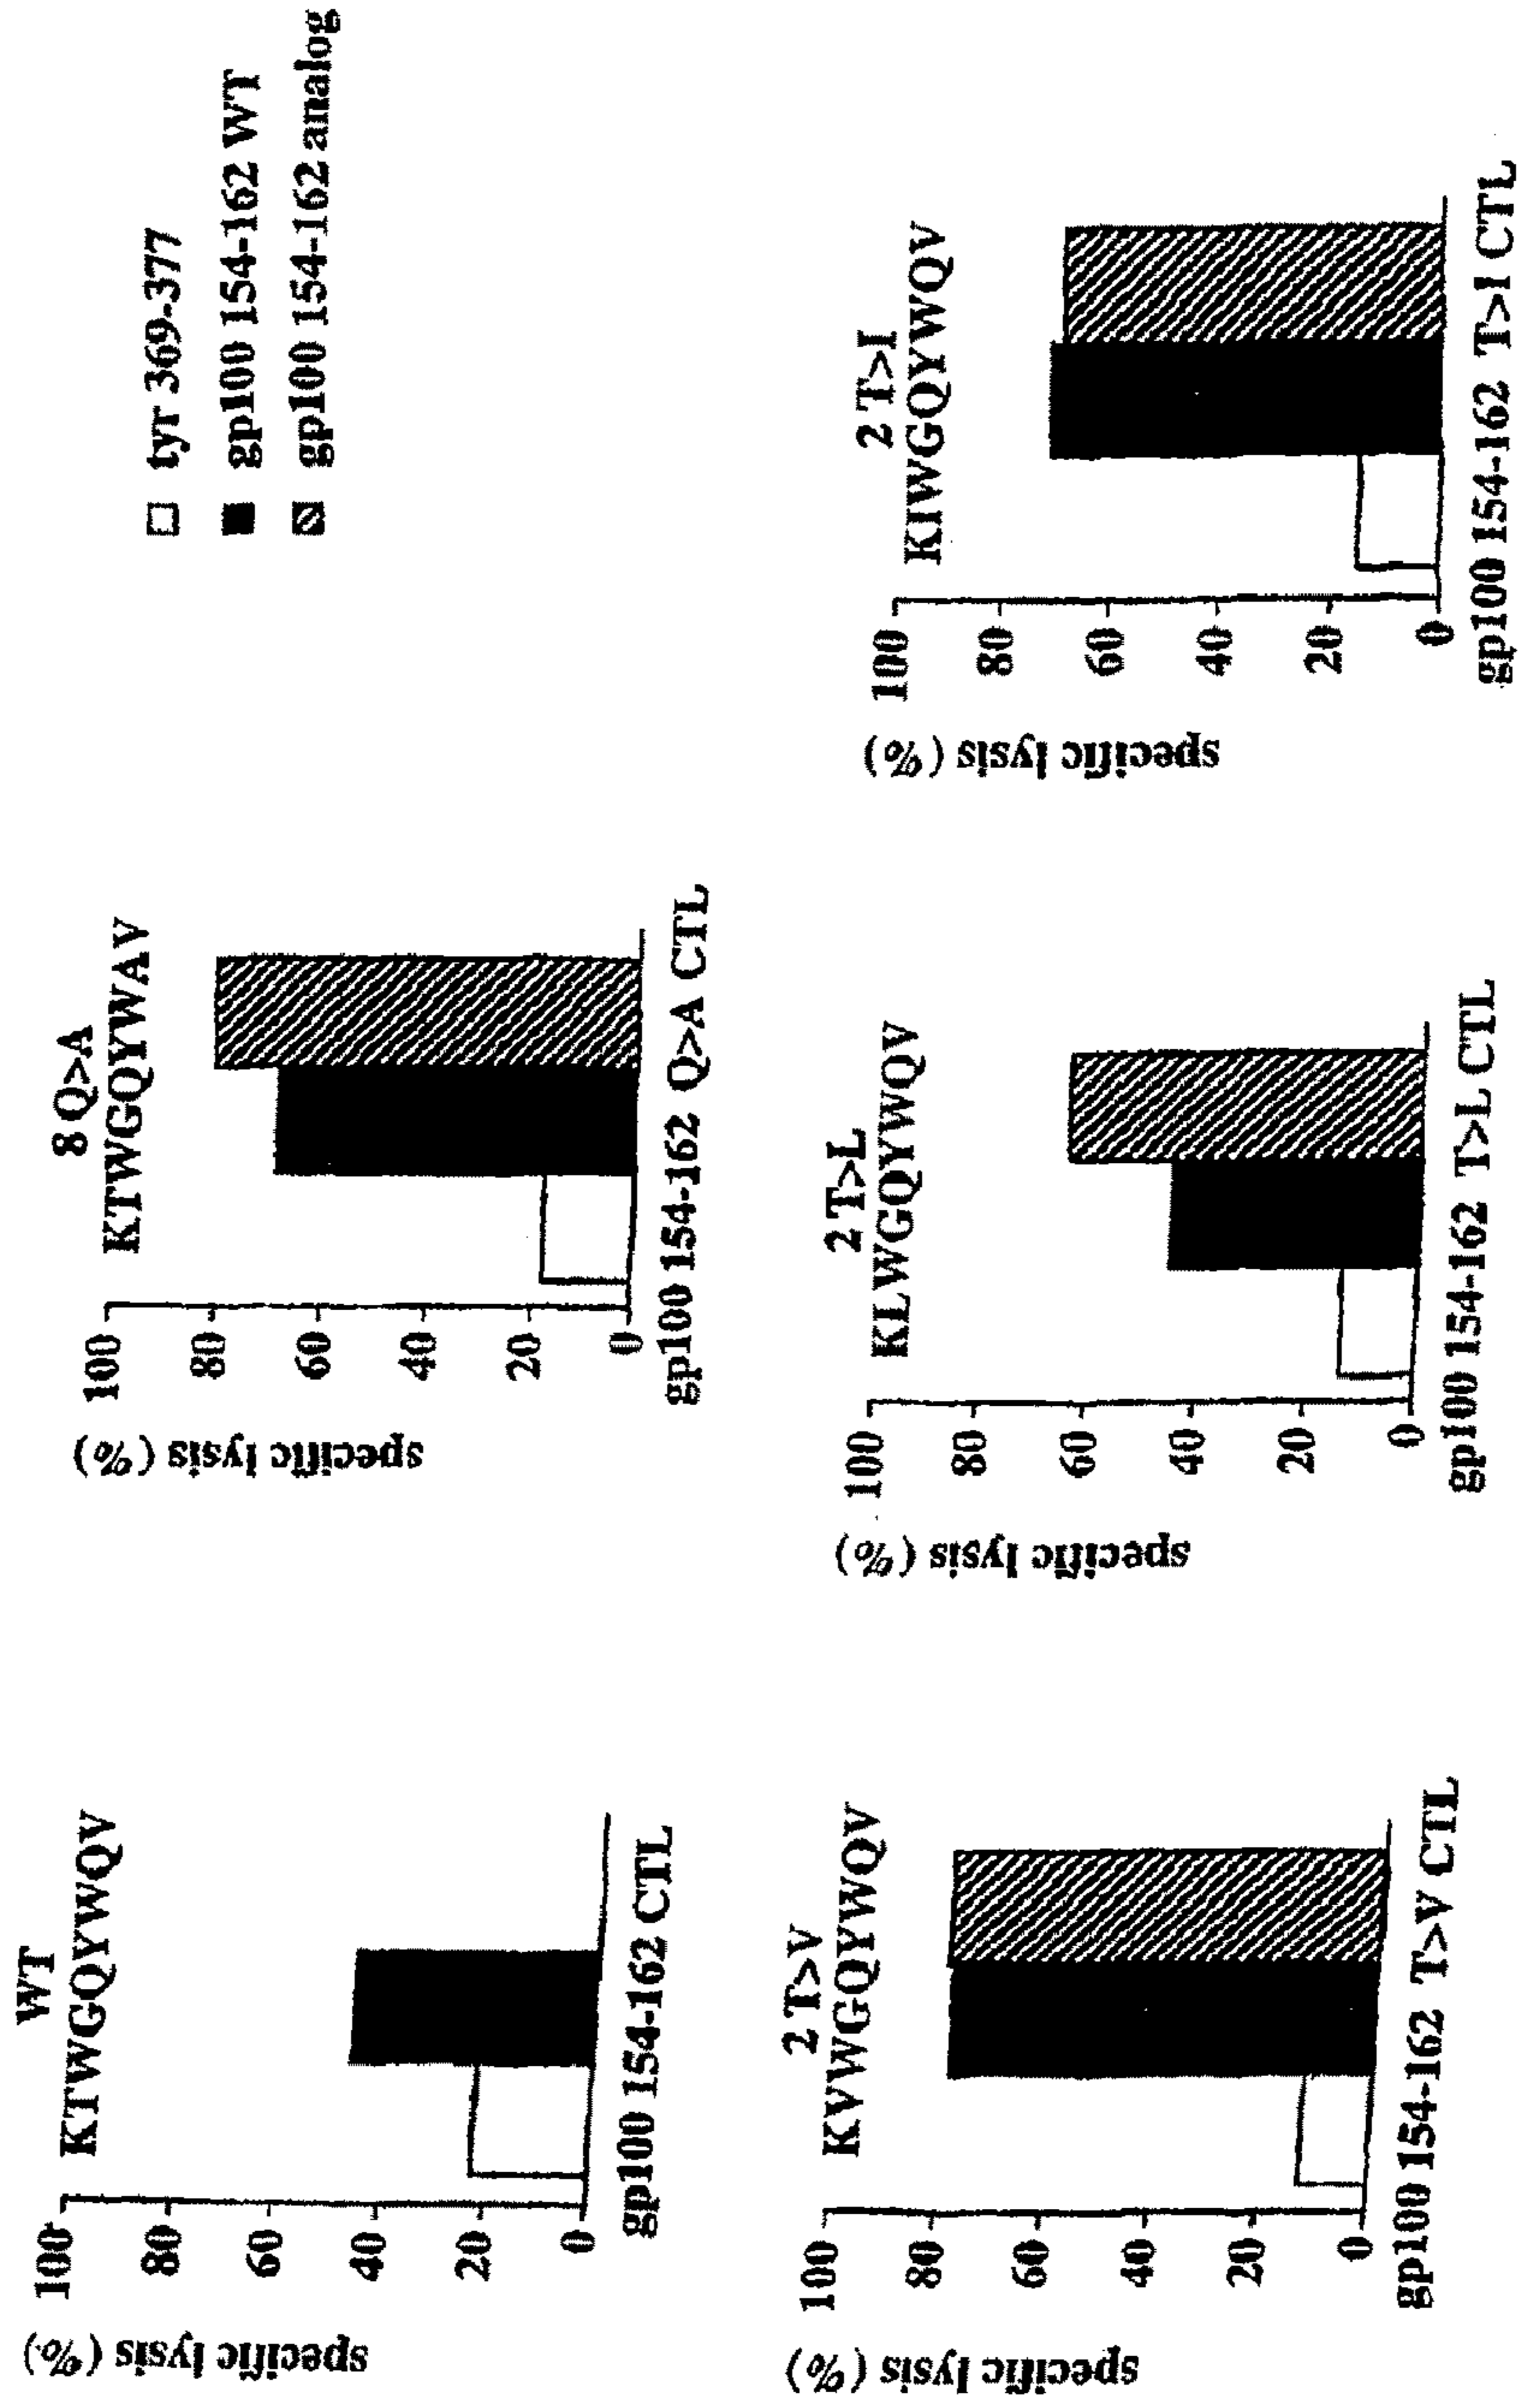 WT
KTWGQYWQV
specific lysis (%)
100
80
60
40
20
0
gp100 154-162 CTL
8 Q>A
KTWGQYWAV
specific lysis (%)
100
80
60
40
20
0
gp100 154-162 Q>A CTL
tyr 369-377
gp100 154-162 WT
gp100 154-162 analog
2 T>V
KVWGQYWQV
specific lysis (%)
100
80
60
40
20
0
gp100 154-162 T>V CTL
2 T>L
KLWGQYWQV
specific lysis (%)
100
80
60
40
20
0
gp100 154-162 T>L CTL
2 T>I
KIWGQYWQV
specific lysis (%)
100
80
60
40
20
0
gp100 154-162 T>I CTL